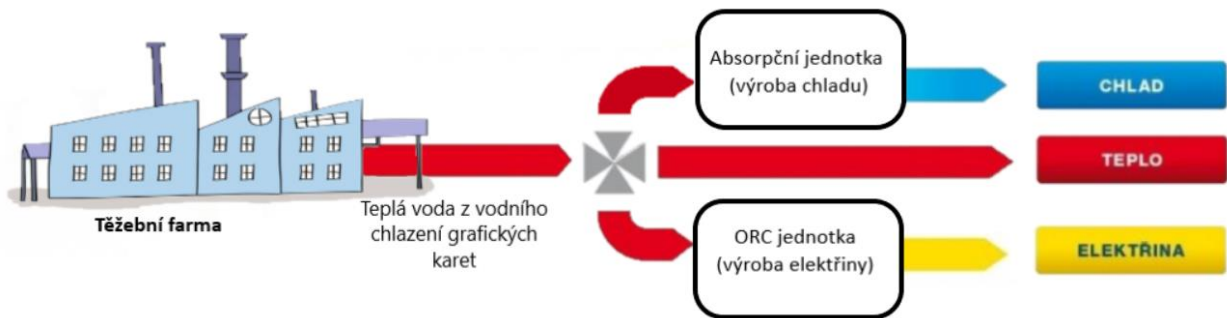 Těžební farma
Teplá voda z vodního
chlazení grafických
karet
Absorpční jednotka
(výroba chladu)
CHLAD
TEPLO
ORC jednotka
(výroba elektřiny)
ELEKTŘINA